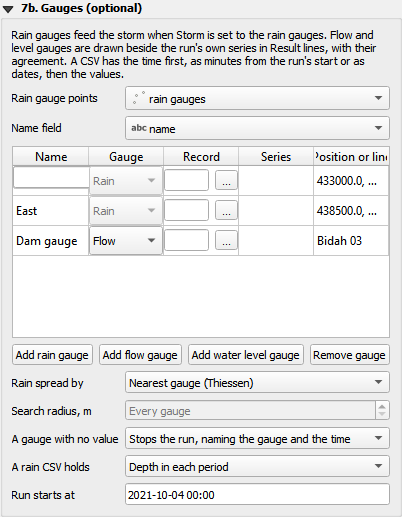 7b. Gauges (optional)
Rain gauges feed the storm when Storm is set to the rain gauges. Flow and
level gauges are drawn beside the run's own series in Result lines, with their
agreement. A CSV has the time first, as minutes from the run's start or as
dates, then the values.
Rain gauge points rain gauges
Name field abc name
Name Gauge Record Series Position or line
Rain ... 433000.0, ...
East Rain ... 438500.0, ...
Dam gauge Flow ... Bidah 03
Add rain gauge Add flow gauge Add water level gauge Remove gauge
Rain spread by Nearest gauge (Thiessen)
Search radius, m Every gauge
A gauge with no value Stops the run, naming the gauge and the time
A rain CSV holds Depth in each period
Run starts at 2021-10-04 00:00